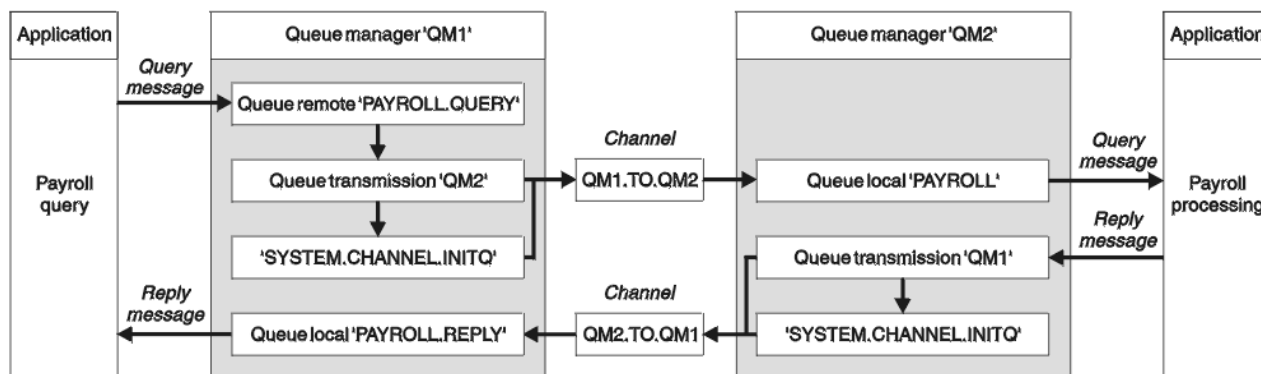 Application
Queue manager 'QM1'
Queue manager 'QM2'
Application
Query
message
Queue remote 'PAYROLL.QUERY'
Channel
Query
message
Payroll
query
Queue transmission 'QM2'
QM1.TO.QM2
Queue local 'PAYROLL'
Payroll
processing
'SYSTEM.CHANNEL.INITQ'
Reply
message
Queue transmission 'QM1'
Reply
message
Channel
Queue local 'PAYROLL.REPLY'
QM2.TO.QM1
'SYSTEM.CHANNEL.INITQ'